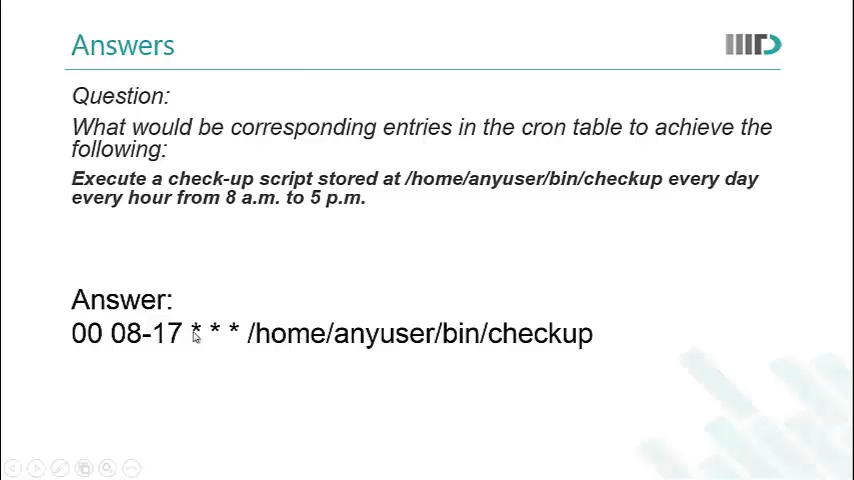 Answers
IIITD
Question:
What would be corresponding entries in the cron table to achieve the
following:
Execute a check-up script stored at /home/anyuser/bin/checkup every day
every hour from 8 a.m. to 5 p.m.
Answer:
00 08-17 * * * /home/anyuser/bin/checkup